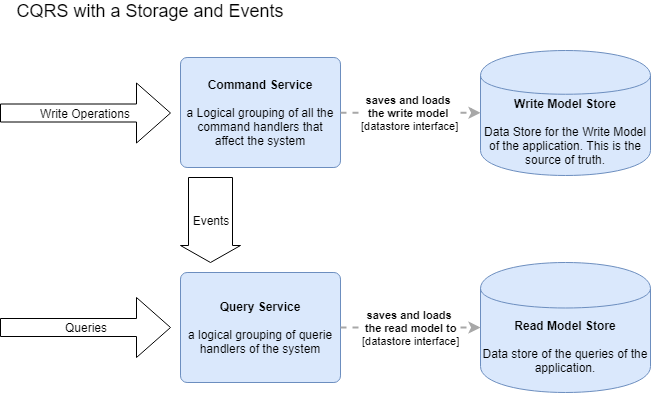 CQRS with a Storage and Events
Write Operations
Command Service
a Logical grouping of all the
command handlers that
affect the system
saves and loads
the write model
[datastore interface]
Write Model Store
Data Store for the Write Model
of the application. This is the
source of truth.
Events
Queries
Query Service
a logical grouping of querie
handlers of the system
saves and loads
the read model to
[datastore interface]
Read Model Store
Data store of the queries of the
application.